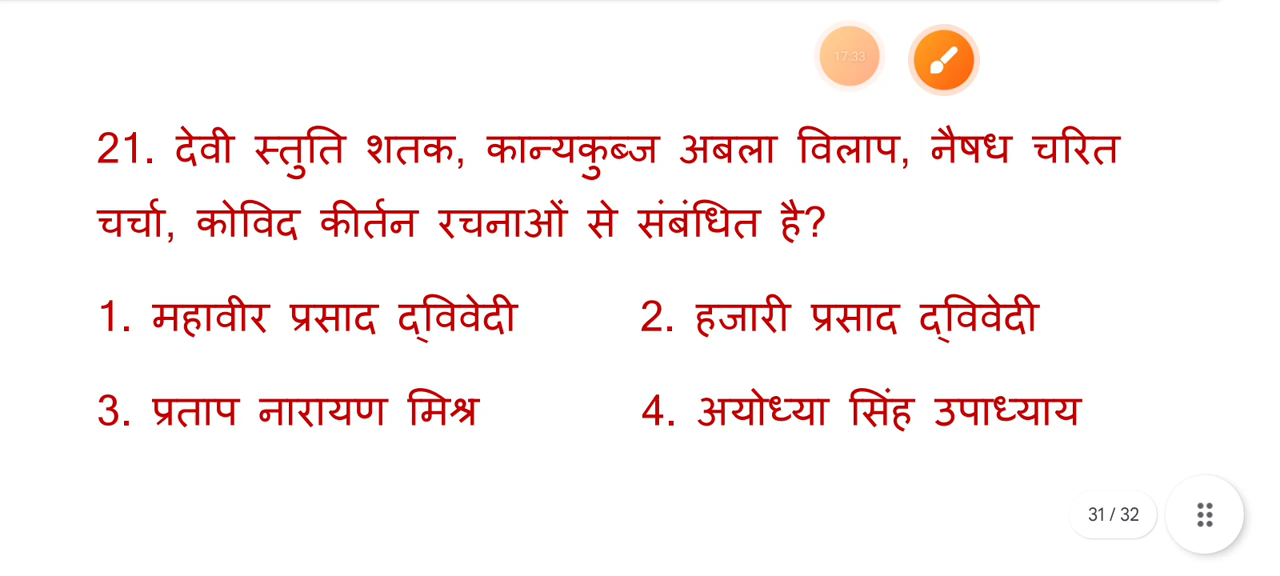 17:33
21. देवी स्तुति शतक, कान्यकुब्ज अबला विलाप, नैषध चरित
चर्चा, कोविद कीर्तन रचनाओं से संबंधित है?
1. महावीर प्रसाद द्विवेदी 2. हजारी प्रसाद द्विवेदी
3. प्रताप नारायण मिश्र 4. अयोध्या सिंह उपाध्याय
31 / 32